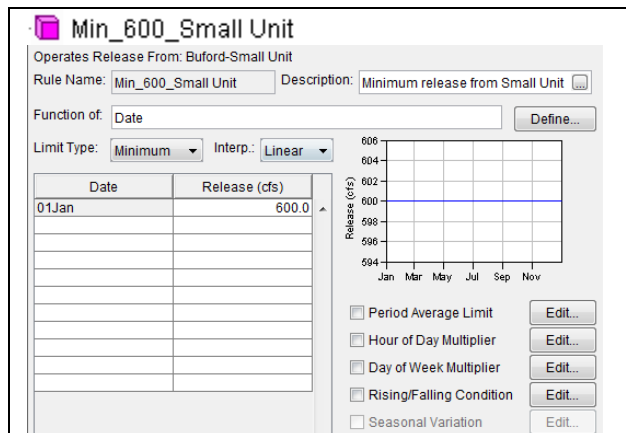 Min_600_Small Unit
Operates Release From: Buford-Small Unit
Rule Name: Min_600_Small Unit Description: Minimum release from Small Unit ...
Function of: Date Define...
Limit Type: Minimum Interp.: Linear
Date Release (cfs)
01Jan 600.0
Release (cfs)
606
604
602
600
598
596
594
Jan Mar May Jul Sep Nov
Period Average Limit Edit...
Hour of Day Multiplier Edit...
Day of Week Multiplier Edit...
Rising/Falling Condition Edit...
Seasonal Variation Edit...